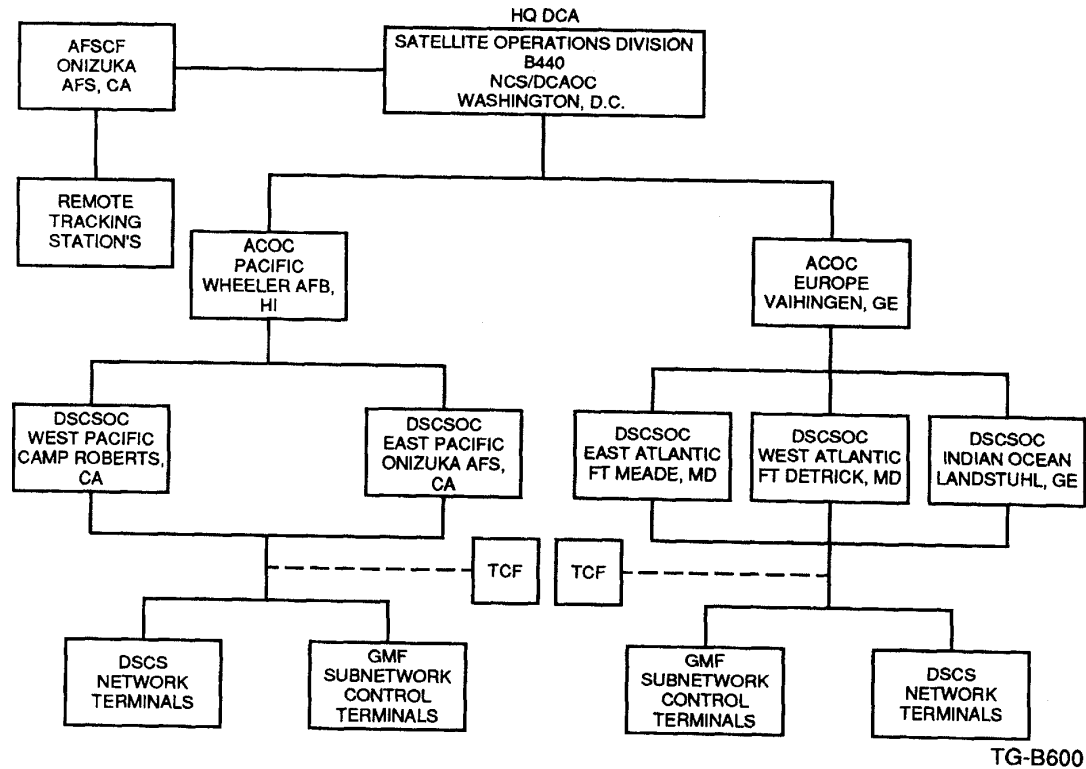 HQ DCA
AFSCF
ONIZUKA
AFS, CA
SATELLITE OPERATIONS DIVISION
B440
NCS/DCAOC
WASHINGTON, D.C.
REMOTE
TRACKING
STATION'S
ACOC
PACIFIC
WHEELER AFB,
HI
ACOC
EUROPE
VAIHINGEN, GE
DSCSOC
WEST PACIFIC
CAMP ROBERTS,
CA
DSCSOC
EAST PACIFIC
ONIZUKA AFS,
CA
DSCSOC
EAST ATLANTIC
FT MEADE, MD
DSCSOC
WEST ATLANTIC
FT DETRICK, MD
DSCSOC
INDIAN OCEAN
LANDSTUHL, GE
TCF
TCF
DSCS
NETWORK
TERMINALS
GMF
SUBNETWORK
CONTROL
TERMINALS
GMF
SUBNETWORK
CONTROL
TERMINALS
DSCS
NETWORK
TERMINALS
TG-B600